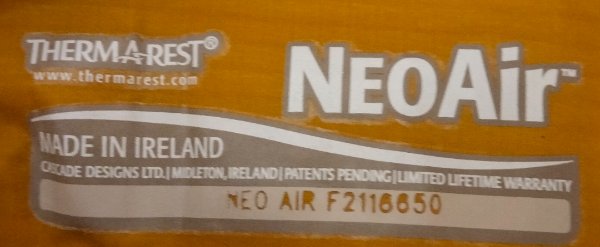 THERMAREST®
www.thermarest.com
NEOAir™
MADE IN IRELAND
CASCADE DESIGNS LTD. | MIDLETON, IRELAND | PATENTS PENDING | LIMITED LIFETIME WARRANTY
NEO AIR F2116650